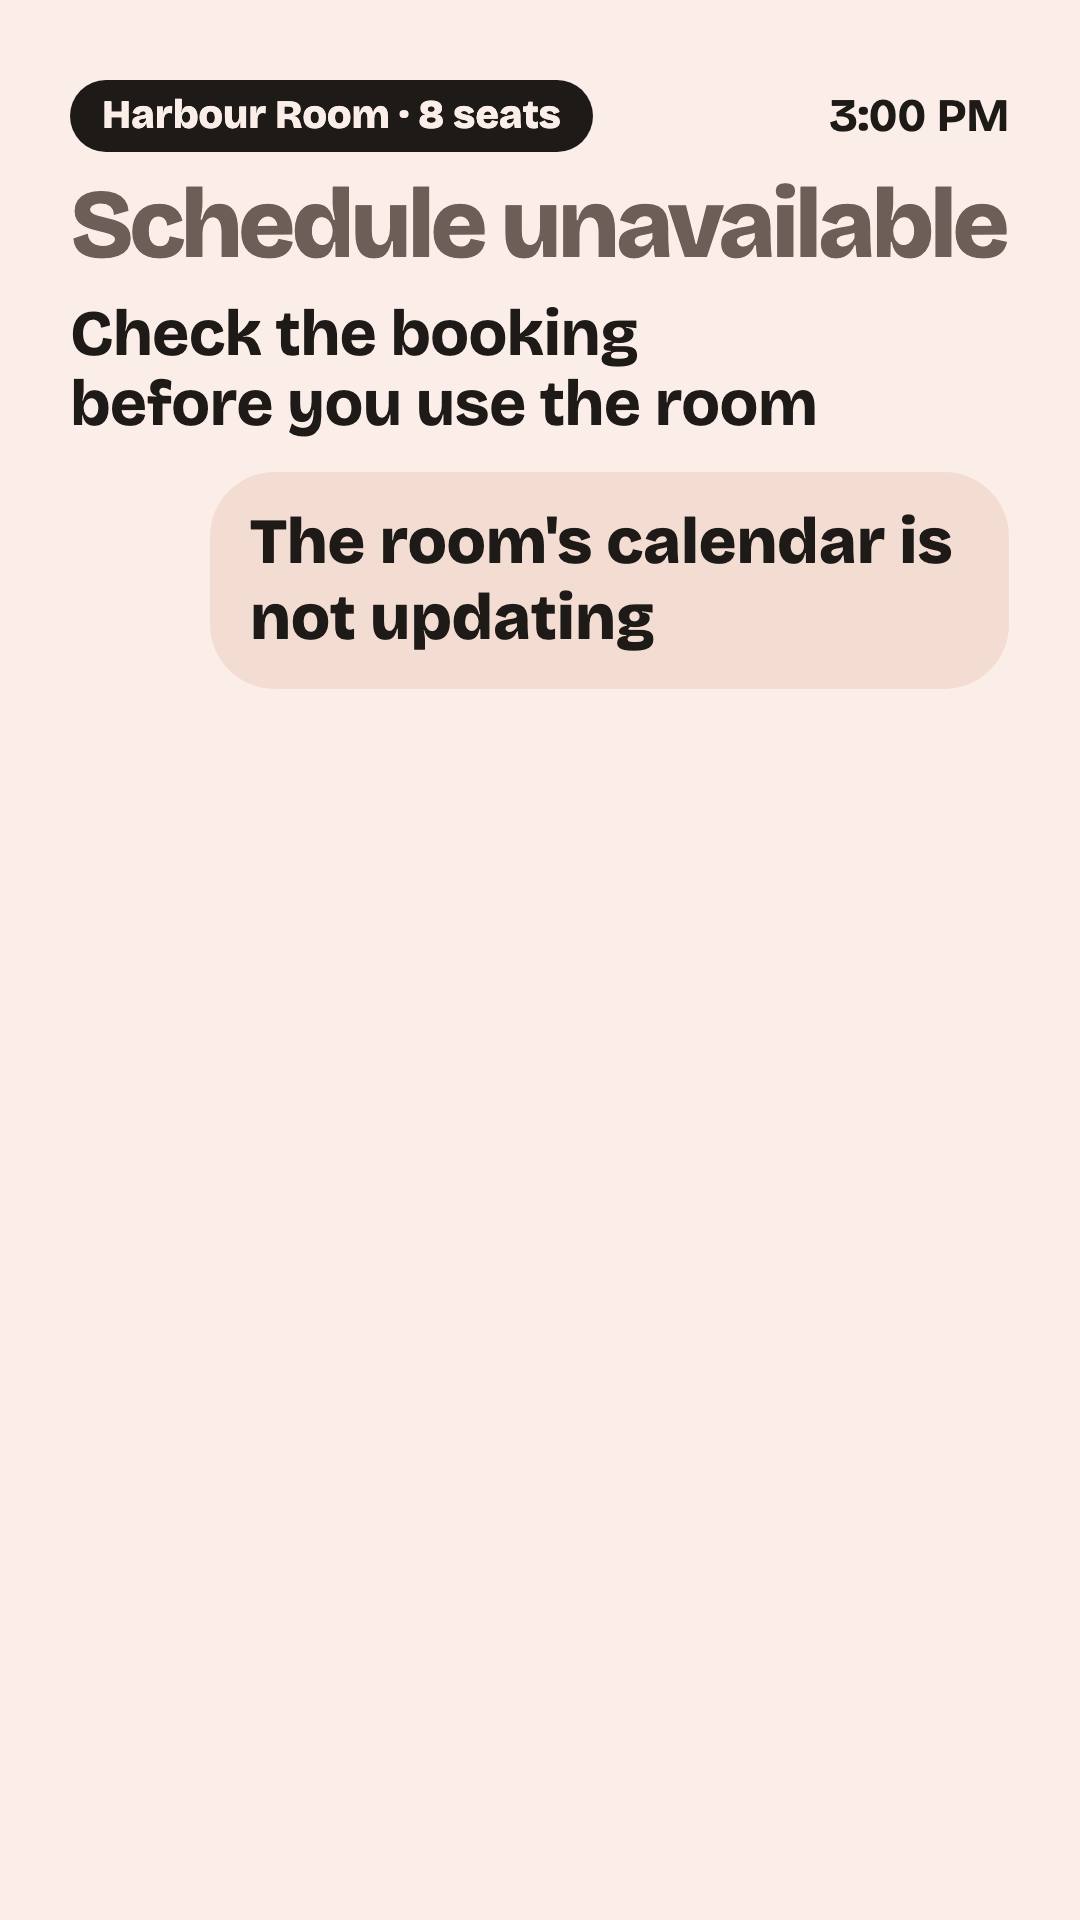 Harbour Room · 8 seats
3:00 PM
Schedule unavailable
Check the booking
before you use the room
The room's calendar is
not updating